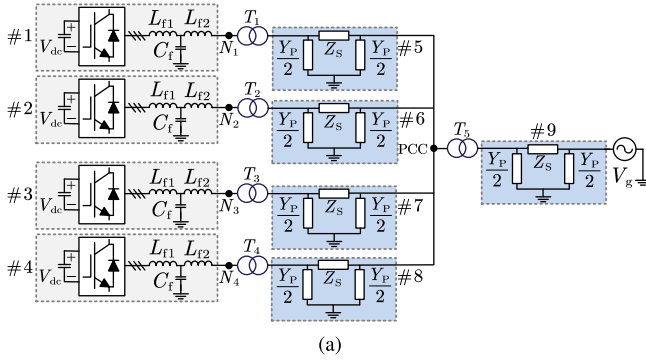 #1 V_dc L_f1 L_f2 C_f N_1 T_1 Y_P/2 Z_S Y_P/2 #5
#2 V_dc L_f1 L_f2 C_f N_2 T_2 Y_P/2 Z_S Y_P/2 #6
PCC T_5 #9 Y_P/2 Z_S Y_P/2 V_g
#3 V_dc L_f1 L_f2 C_f N_3 T_3 Y_P/2 Z_S Y_P/2 #7
#4 V_dc L_f1 L_f2 C_f N_4 T_4 Y_P/2 Z_S Y_P/2 #8
(a)